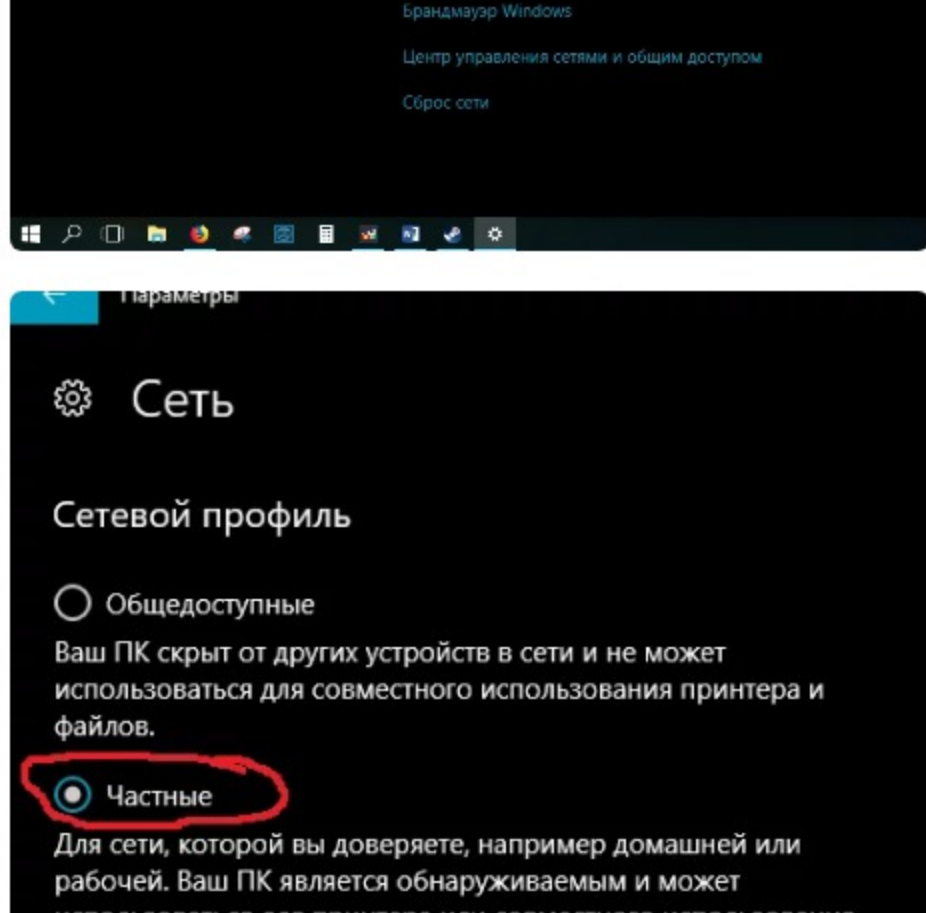 Брандмауэр Windows
Центр управления сетями и общим доступом
Сброс сети
Параметры
Сеть
Сетевой профиль
Общедоступные
Ваш ПК скрыт от других устройств в сети и не может
использоваться для совместного использования принтера и
файлов.
Частные
Для сети, которой вы доверяете, например домашней или
рабочей. Ваш ПК является обнаруживаемым и может